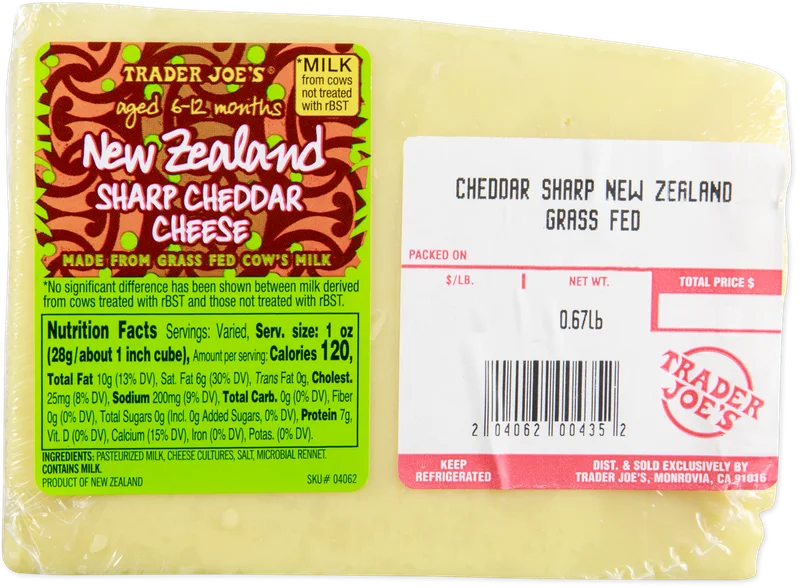 TRADER JOE'S®
aged 6-12 months
*MILK
from cows
not treated
with rBST
New Zealand
SHARP CHEDDAR
CHEESE
MADE FROM GRASS FED COW'S MILK
*No significant difference has been shown between milk derived
from cows treated with rBST and those not treated with rBST.
Nutrition Facts Servings: Varied, Serv. size: 1 oz
(28g/about 1 inch cube), Amount per serving: Calories 120,
Total Fat 10g (13% DV), Sat. Fat 6g (30% DV), Trans Fat 0g, Cholest.
25mg (8% DV), Sodium 200mg (9% DV), Total Carb. 0g (0% DV), Fiber
0g (0% DV), Total Sugars 0g (Incl. 0g Added Sugars, 0% DV), Protein 7g,
Vit. D (0% DV), Calcium (15% DV), Iron (0% DV), Potas. (0% DV).
INGREDIENTS: PASTEURIZED MILK, CHEESE CULTURES, SALT, MICROBIAL RENNET.
CONTAINS MILK.
PRODUCT OF NEW ZEALAND SKU# 04062
CHEDDAR SHARP NEW ZEALAND
GRASS FED
PACKED ON
$/LB. NET WT. TOTAL PRICE $
0.67lb
TRADER
JOE'S
2 04062 00435 2
KEEP
REFRIGERATED
DIST. & SOLD EXCLUSIVELY BY
TRADER JOE'S, MONROVIA, CA 91016